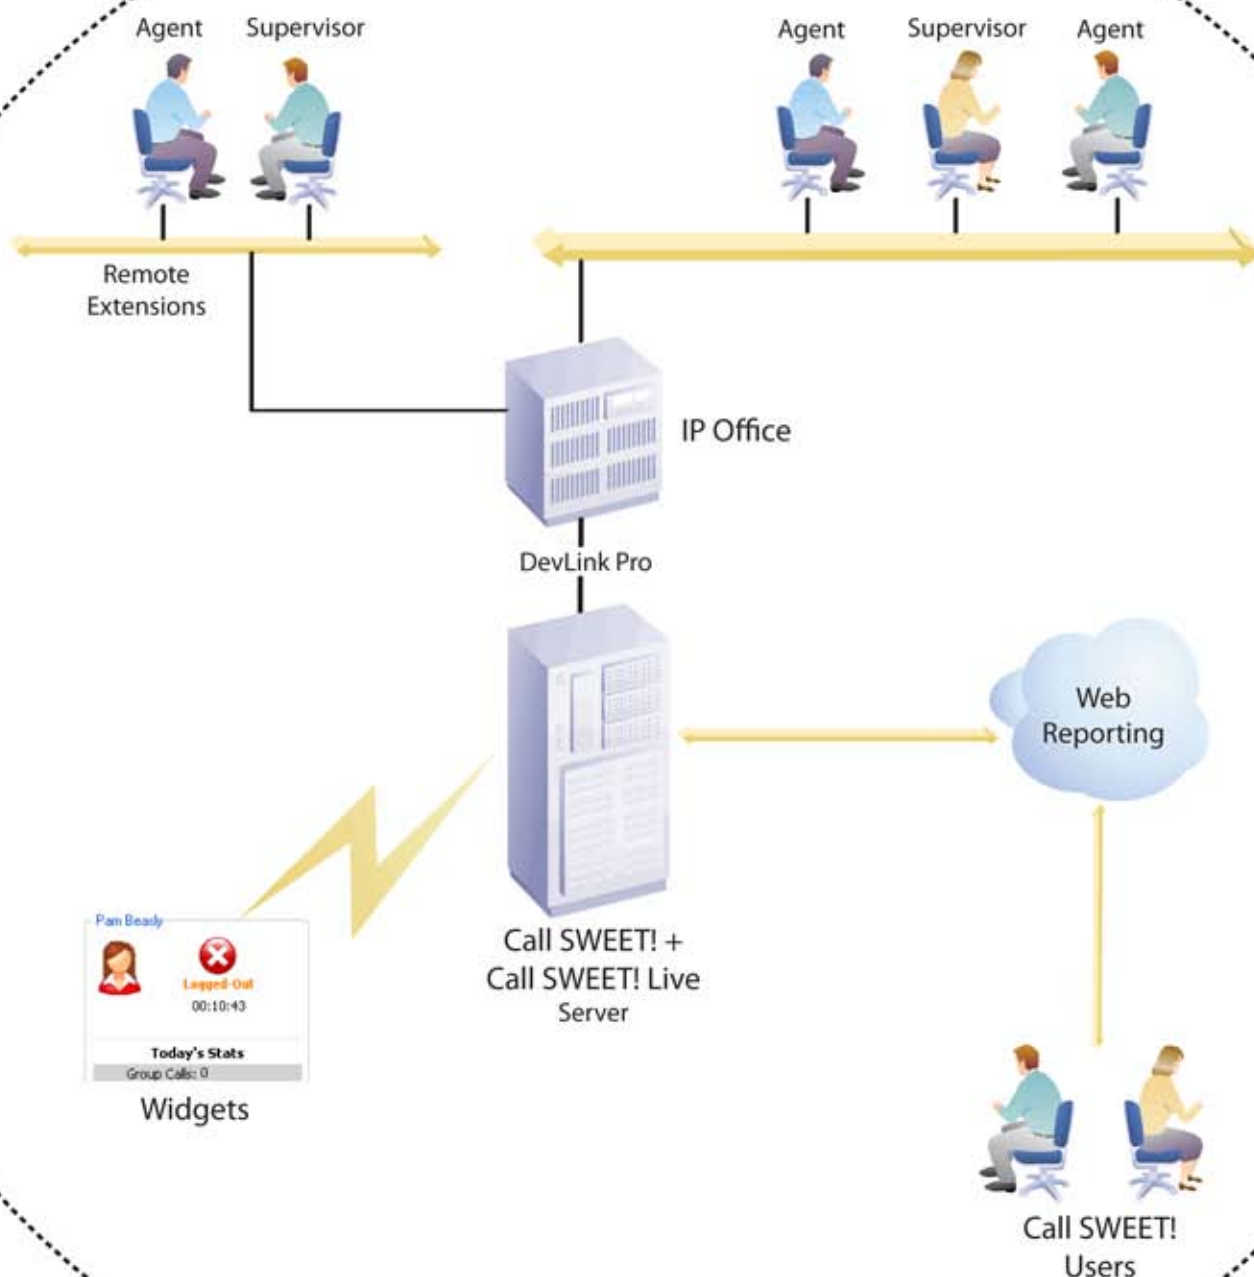 Agent
Supervisor
Agent
Supervisor
Agent
Remote
Extensions
IP Office
DevLink Pro
Web
Reporting
Pam Beasly
Logged-Out
00:10:43
Today's Stats
Group Calls: 0
Widgets
Call SWEET! +
Call SWEET! Live
Server
Call SWEET!
Users